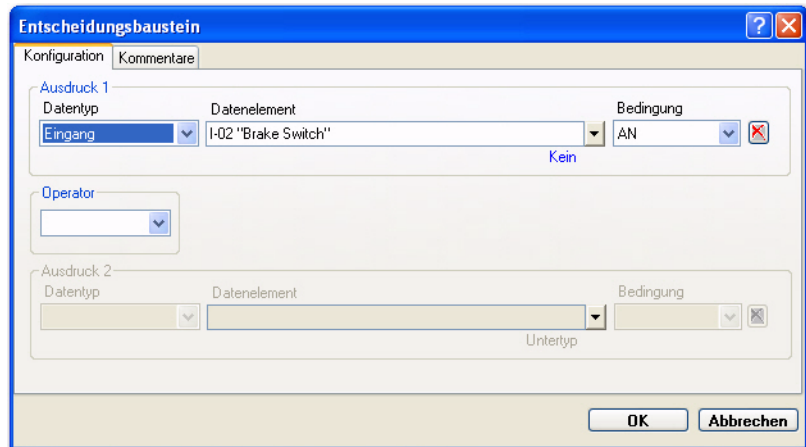 Entscheidungsbaustein
Konfiguration Kommentare
Ausdruck 1
Datentyp Datenelement Bedingung
Eingang I-02 "Brake Switch" AN
Kein
Operator
Ausdruck 2
Datentyp Datenelement Bedingung
Untertyp
OK Abbrechen